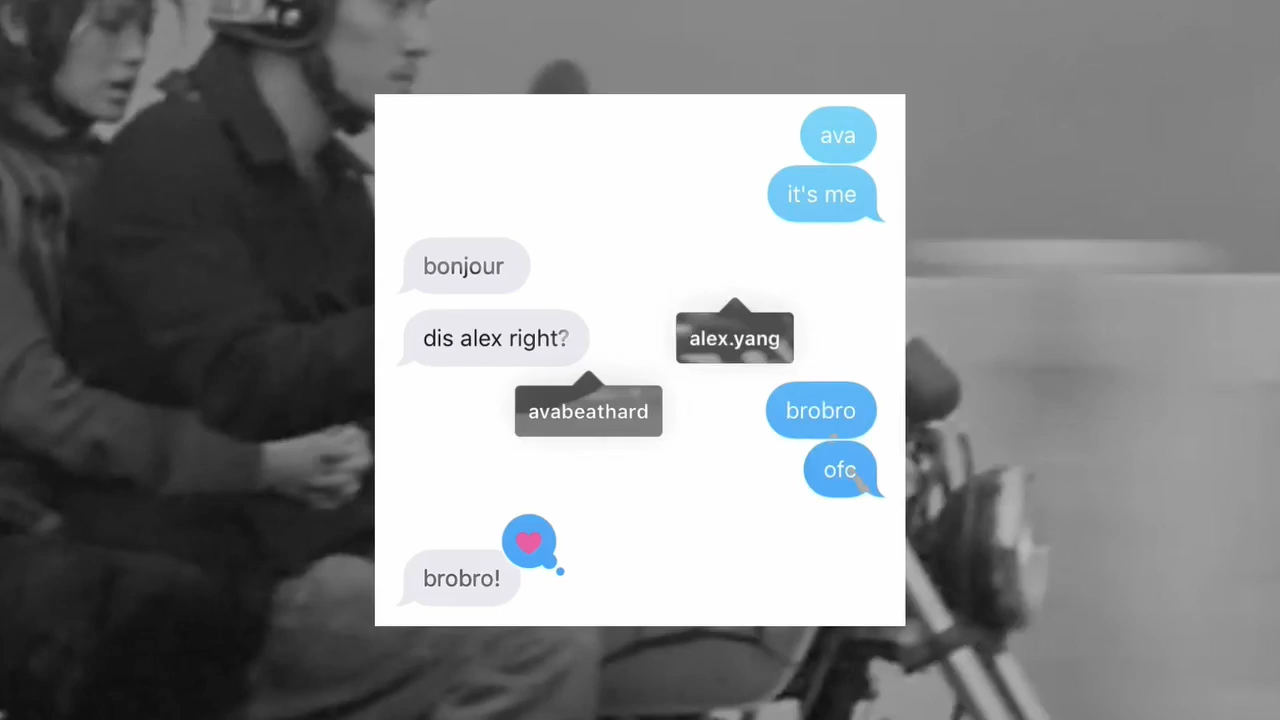 ava
it's me
bonjour
dis alex right?
alex.yang
avabeathard
brobro
ofc
brobro!